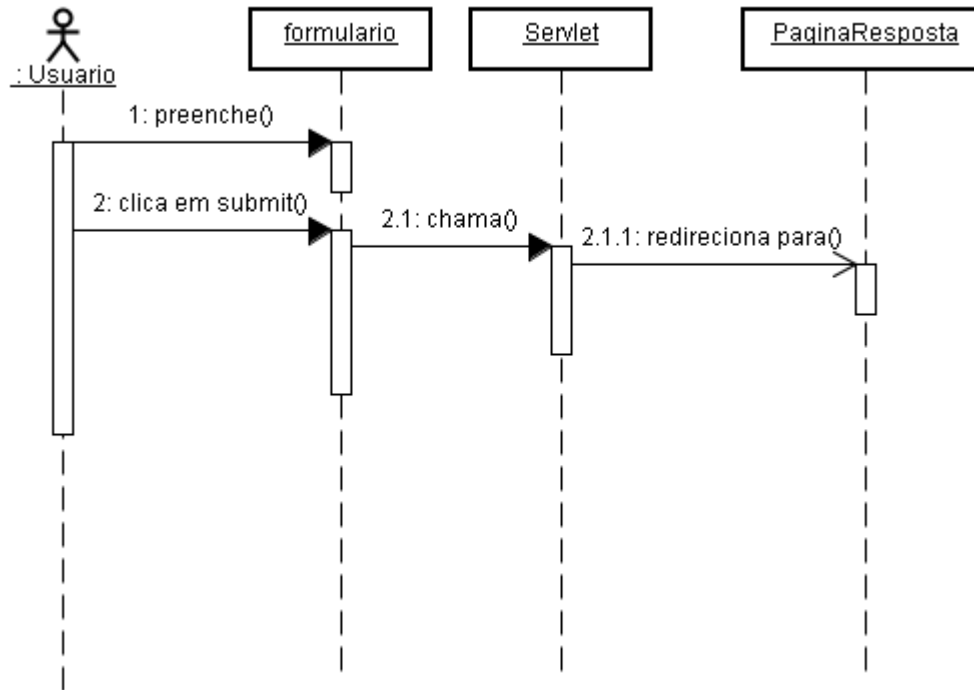 formulario
Servlet
PaginaResposta
: Usuario
1: preenche()
2: clica em submit()
2.1: chama()
2.1.1: redireciona para()